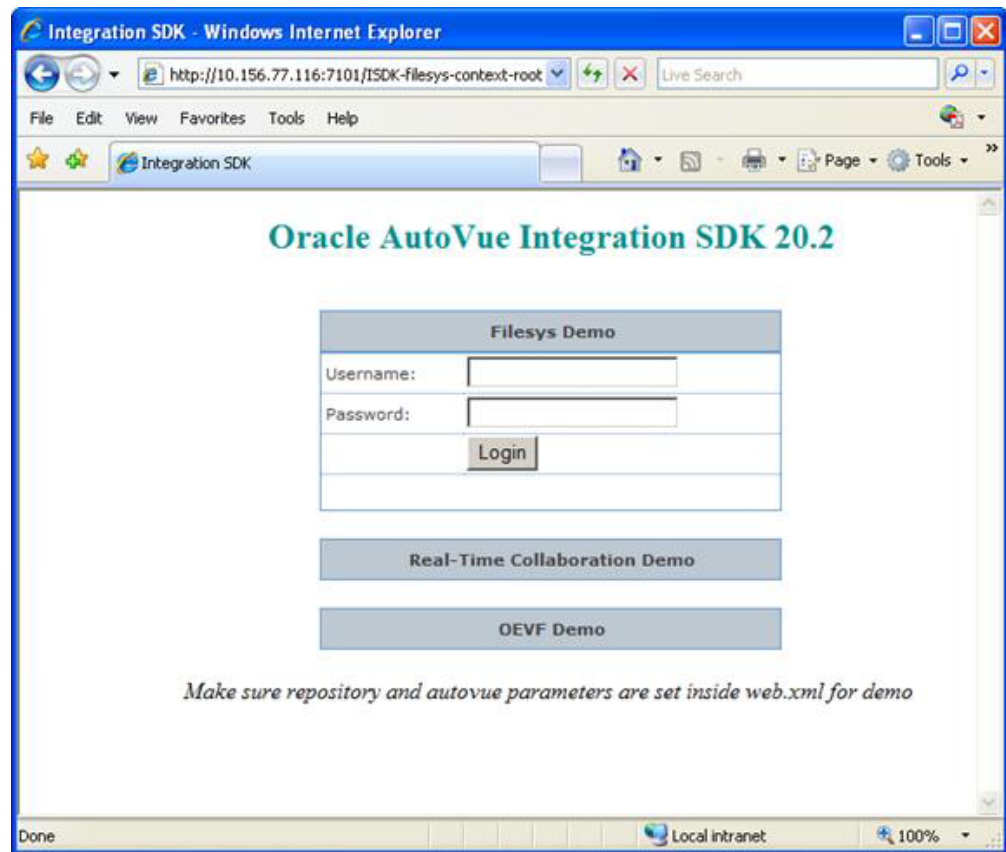 Integration SDK - Windows Internet Explorer
http://10.156.77.116:7101/ISDK-filesys-context-root
Live Search
File Edit View Favorites Tools Help
Integration SDK
Page Tools »
Oracle AutoVue Integration SDK 20.2
Filesys Demo
Username:
Password:
Login
Real-Time Collaboration Demo
OEVF Demo
Make sure repository and autovue parameters are set inside web.xml for demo
Done Local intranet 100%